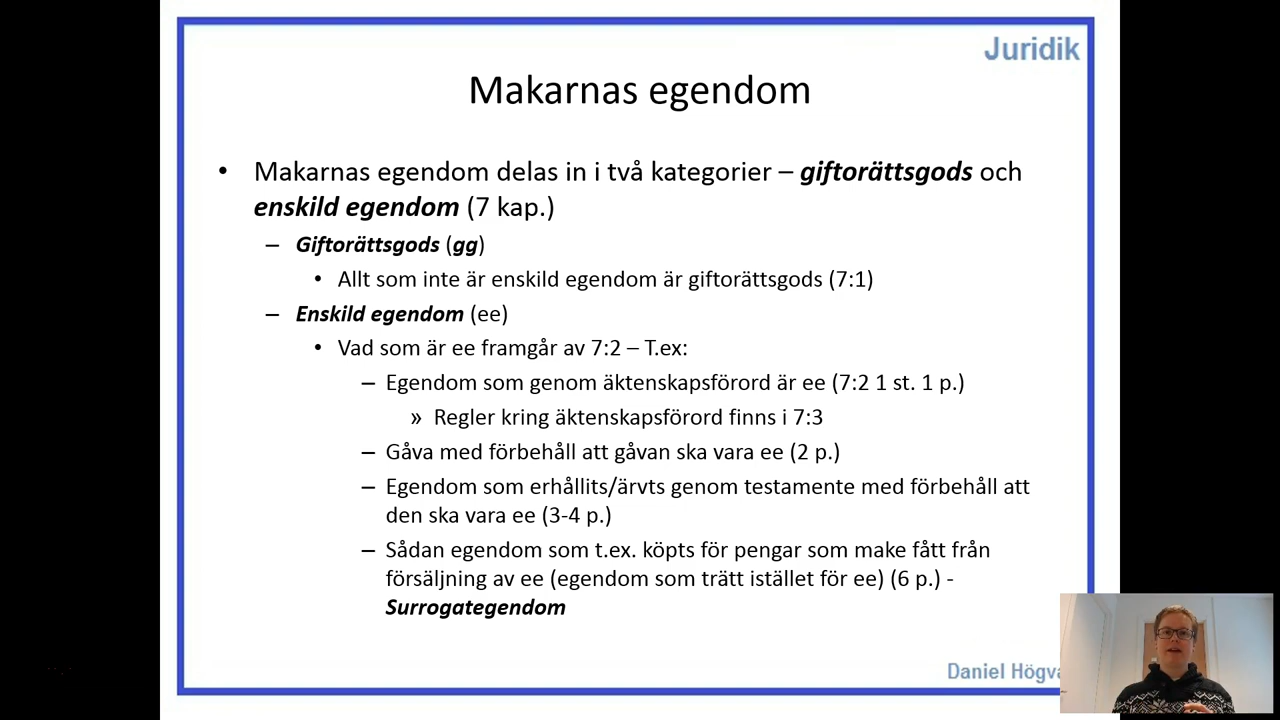 Juridik
Makarnas egendom
• Makarnas egendom delas in i två kategorier – giftorättsgods och
enskild egendom (7 kap.)
– Giftorättsgods (gg)
• Allt som inte är enskild egendom är giftorättsgods (7:1)
– Enskild egendom (ee)
• Vad som är ee framgår av 7:2 – T.ex:
– Egendom som genom äktenskapsförord är ee (7:2 1 st. 1 p.)
» Regler kring äktenskapsförord finns i 7:3
– Gåva med förbehåll att gåvan ska vara ee (2 p.)
– Egendom som erhållits/ärvts genom testamente med förbehåll att
den ska vara ee (3-4 p.)
– Sådan egendom som t.ex. köpts för pengar som make fått från
försäljning av ee (egendom som trätt istället för ee) (6 p.) -
Surrogategendom
Daniel